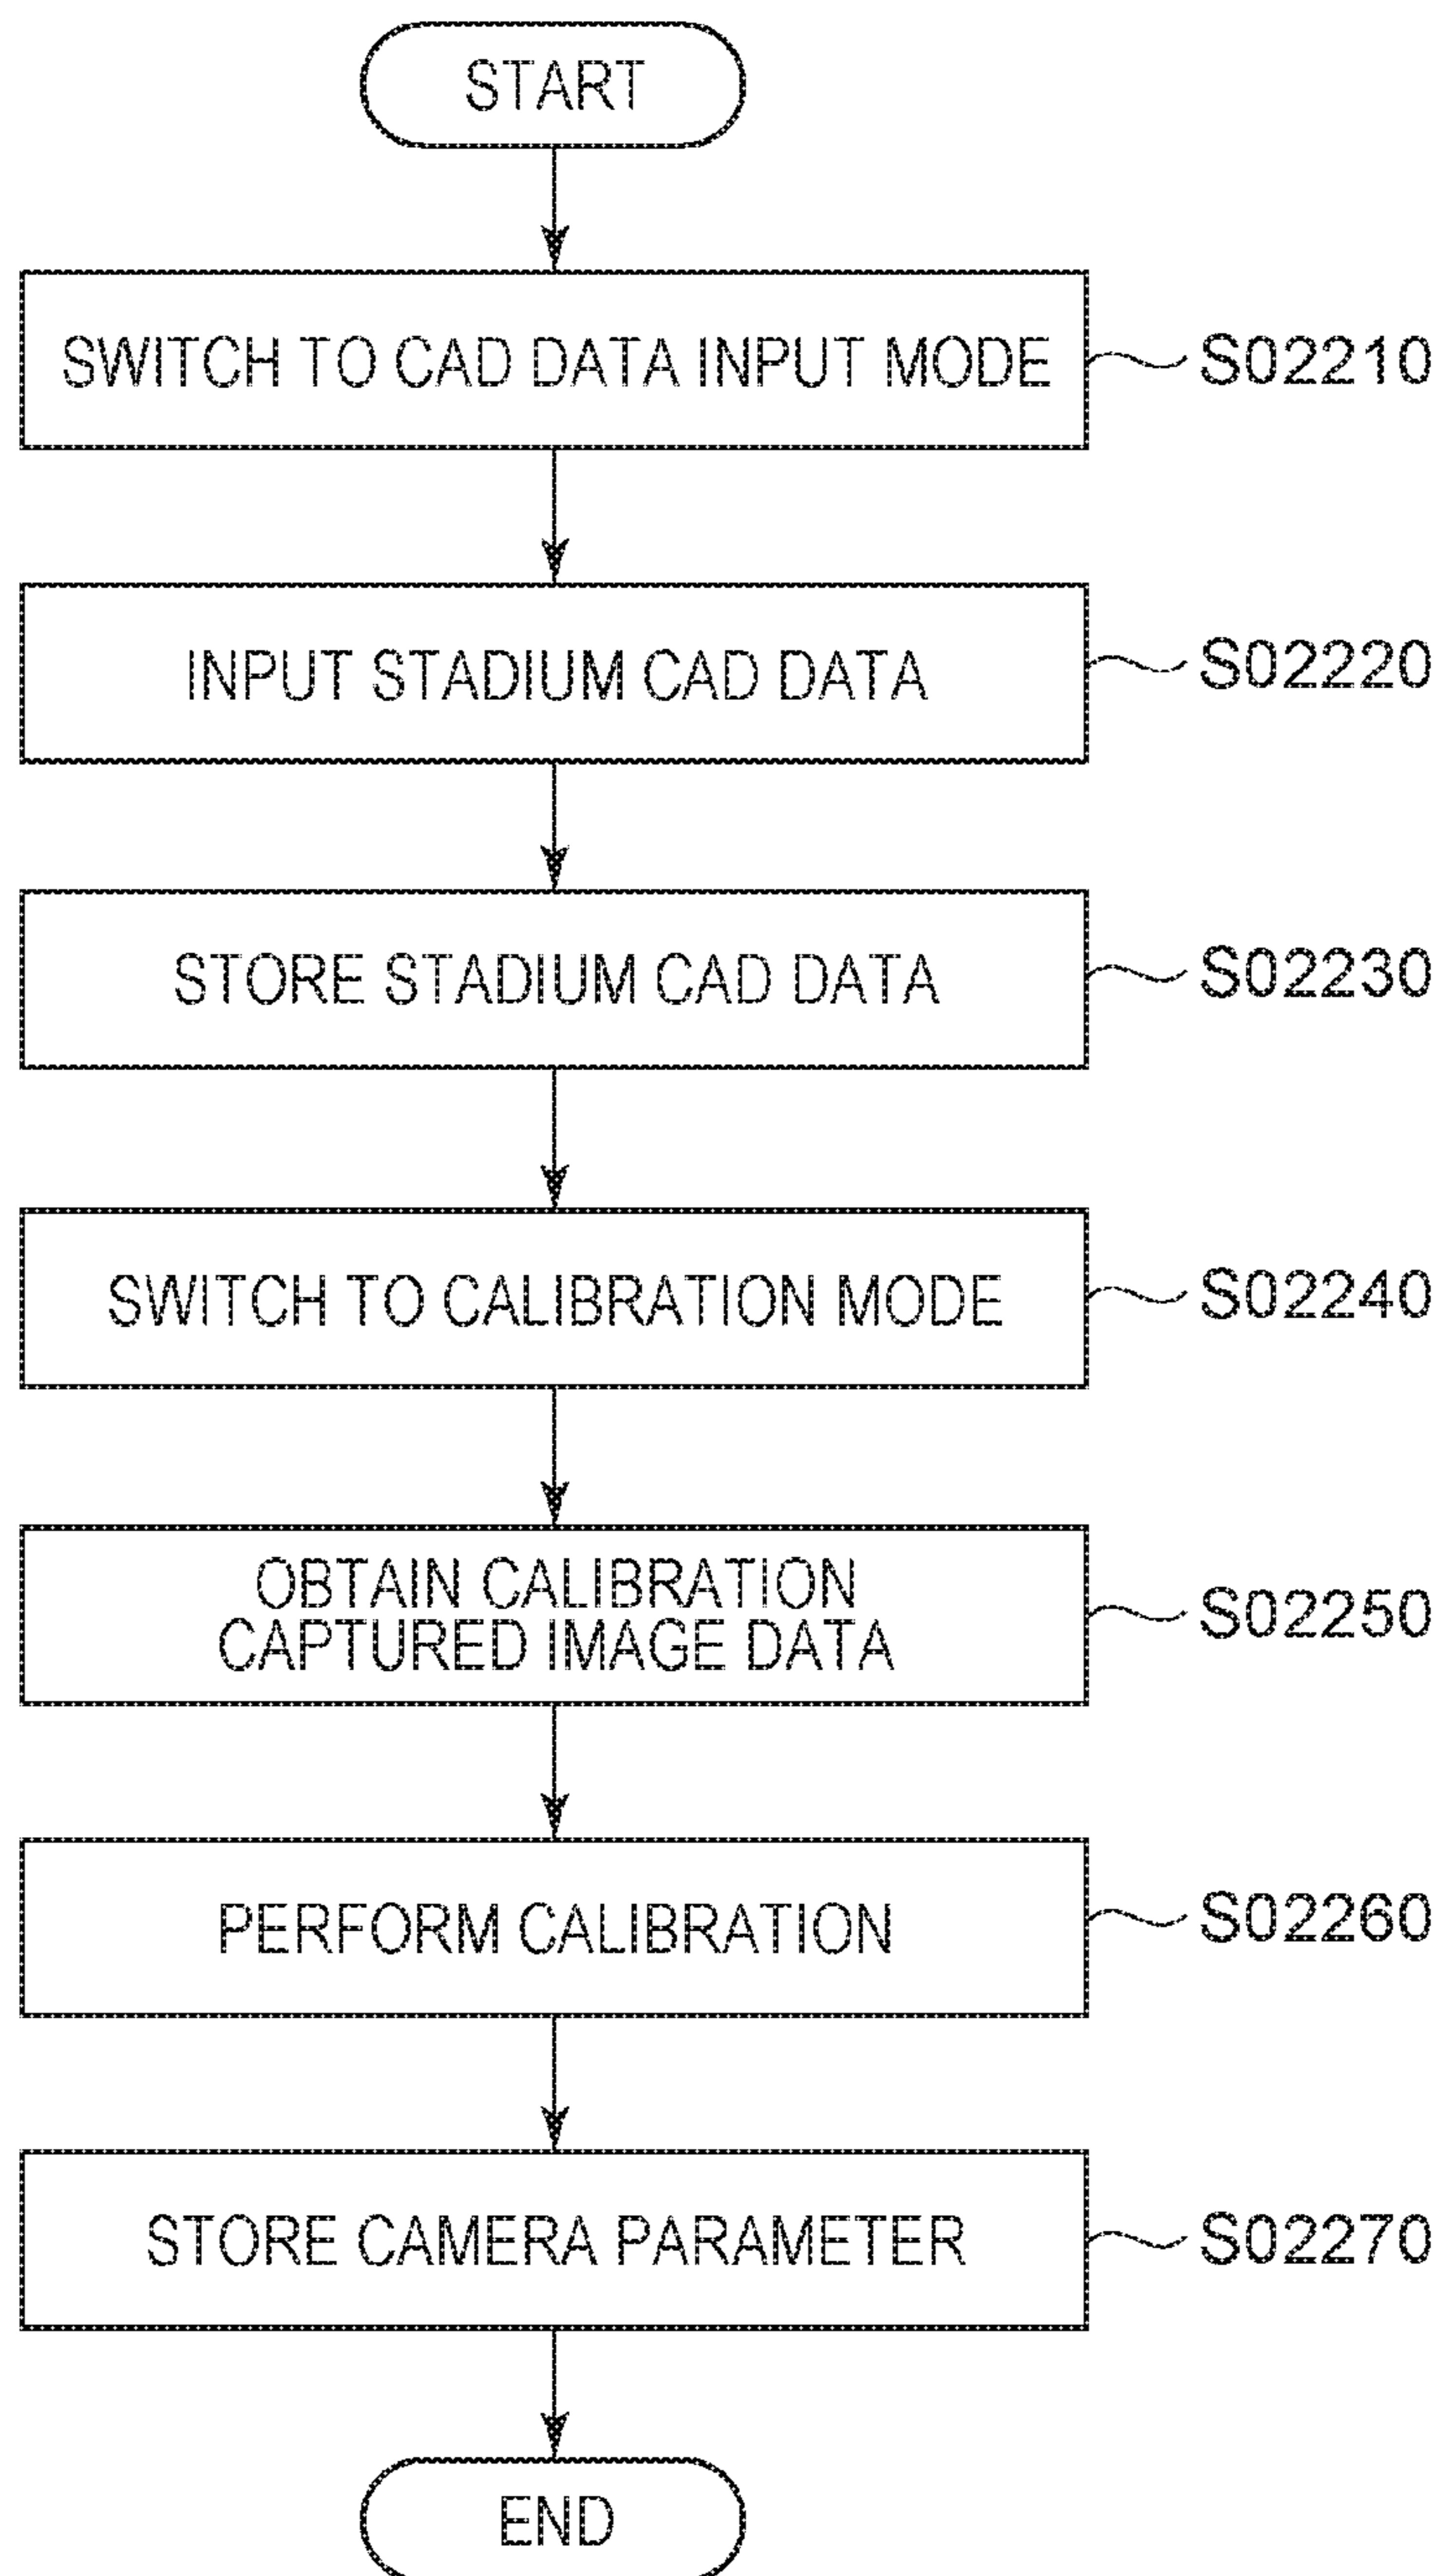 START
SWITCH TO CAD DATA INPUT MODE
S02210
INPUT STADIUM CAD DATA
S02220
STORE STADIUM CAD DATA
S02230
SWITCH TO CALIBRATION MODE
S02240
OBTAIN CALIBRATION
CAPTURED IMAGE DATA
S02250
PERFORM CALIBRATION
S02260
STORE CAMERA PARAMETER
S02270
END